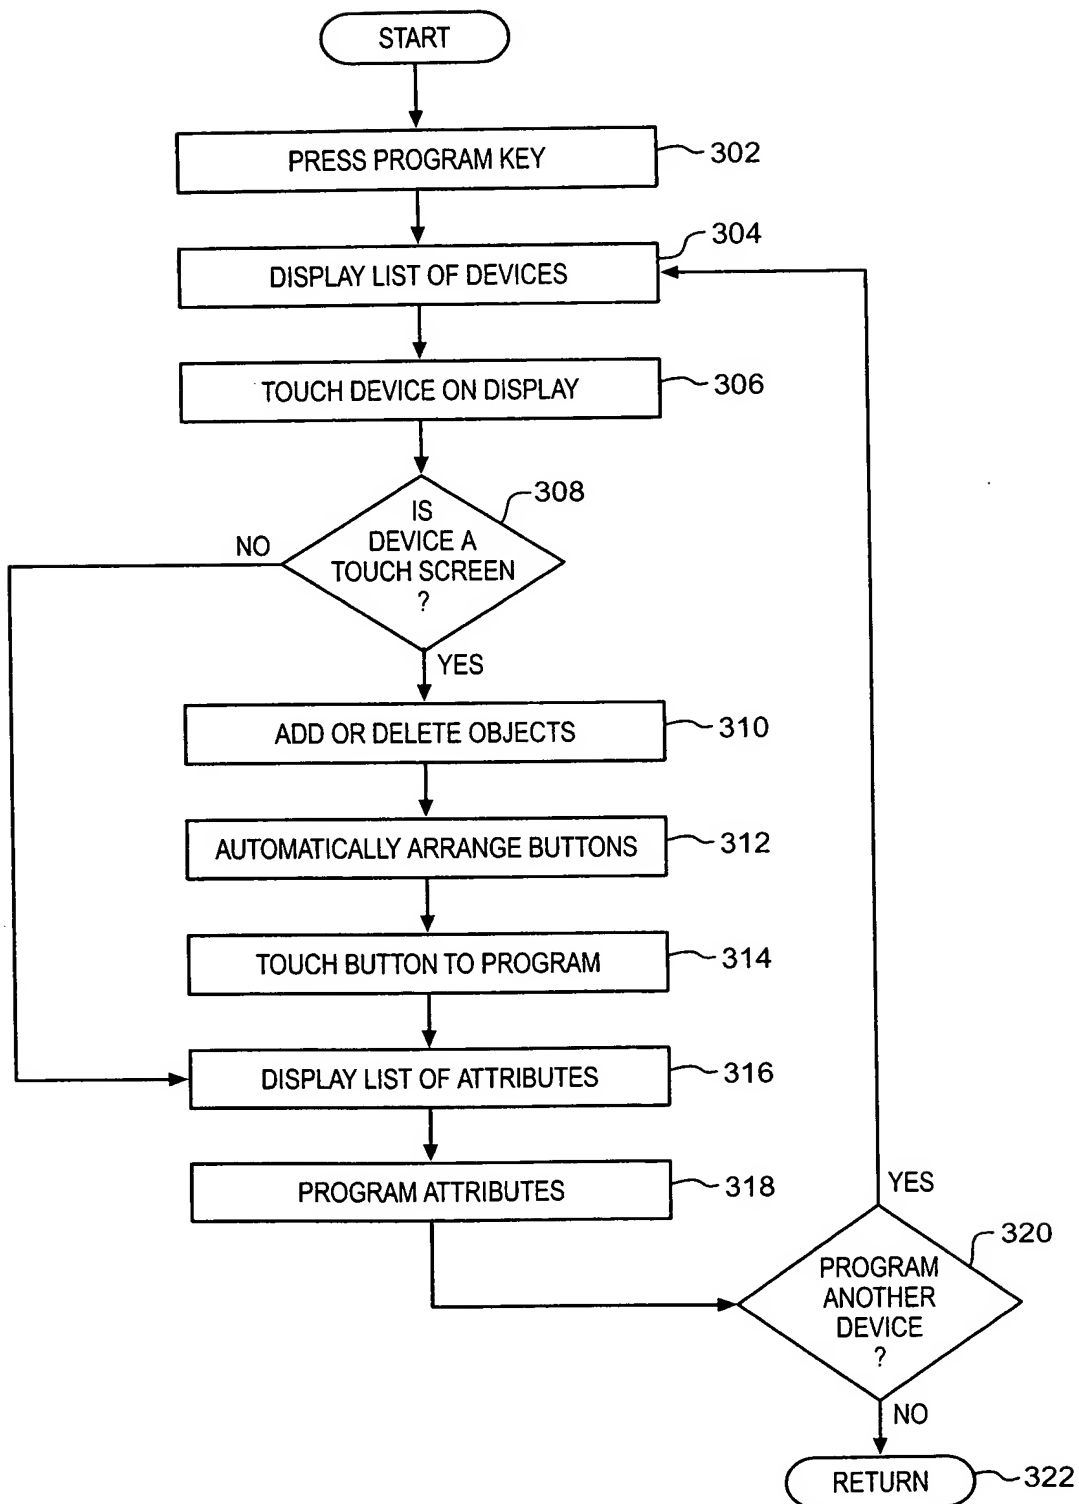 START
PRESS PROGRAM KEY
302
DISPLAY LIST OF DEVICES
304
TOUCH DEVICE ON DISPLAY
306
IS
DEVICE A
TOUCH SCREEN
?
308
NO
YES
ADD OR DELETE OBJECTS
310
AUTOMATICALLY ARRANGE BUTTONS
312
TOUCH BUTTON TO PROGRAM
314
DISPLAY LIST OF ATTRIBUTES
316
PROGRAM ATTRIBUTES
318
YES
PROGRAM
ANOTHER
DEVICE
?
320
NO
RETURN
322